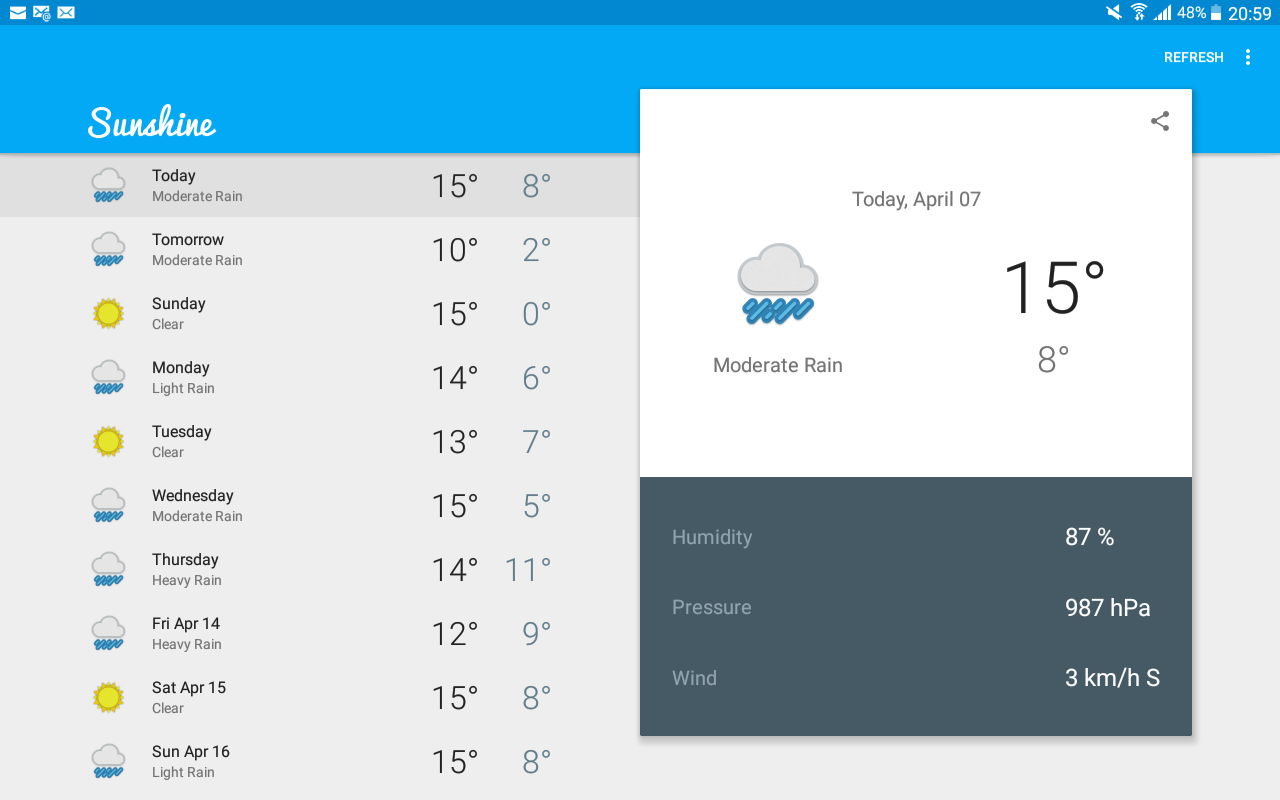 48% 20:59
REFRESH
Sunshine
Today
Moderate Rain
15° 8°
Tomorrow
Moderate Rain
10° 2°
Sunday
Clear
15° 0°
Monday
Light Rain
14° 6°
Tuesday
Clear
13° 7°
Wednesday
Moderate Rain
15° 5°
Thursday
Heavy Rain
14° 11°
Fri Apr 14
Heavy Rain
12° 9°
Sat Apr 15
Clear
15° 8°
Sun Apr 16
Light Rain
15° 8°
Today, April 07
15°
8°
Moderate Rain
Humidity 87 %
Pressure 987 hPa
Wind 3 km/h S